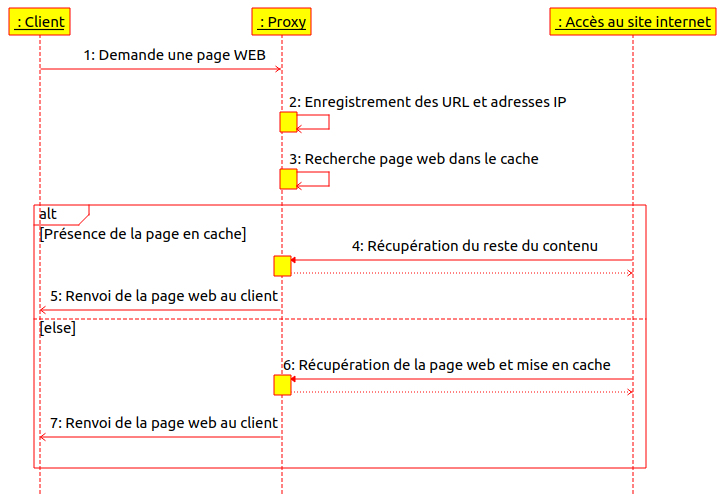 : Client
: Proxy
: Accès au site internet
1: Demande une page WEB
2: Enregistrement des URL et adresses IP
3: Recherche page web dans le cache
alt
[Présence de la page en cache]
4: Récupération du reste du contenu
5: Renvoi de la page web au client
[else]
6: Récupération de la page web et mise en cache
7: Renvoi de la page web au client